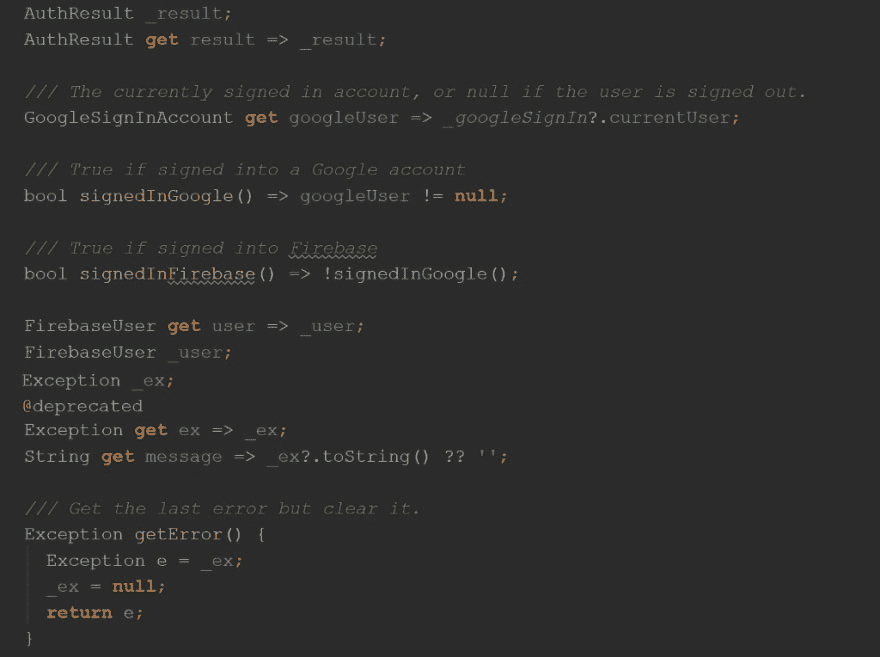 AuthResult _result;
AuthResult get result => _result;
/// The currently signed in account, or null if the user is signed out.
GoogleSignInAccount get googleUser => _googleSignIn?.currentUser;
/// True if signed into a Google account
bool signedInGoogle() => googleUser != null;
/// True if signed into Firebase
bool signedInFirebase() => !signedInGoogle();
FirebaseUser get user => _user;
FirebaseUser _user;
Exception _ex;
@deprecated
Exception get ex => _ex;
String get message => _ex?.toString() ?? '';
/// Get the last error but clear it.
Exception getError() {
  Exception e = _ex;
  _ex = null;
  return e;
}